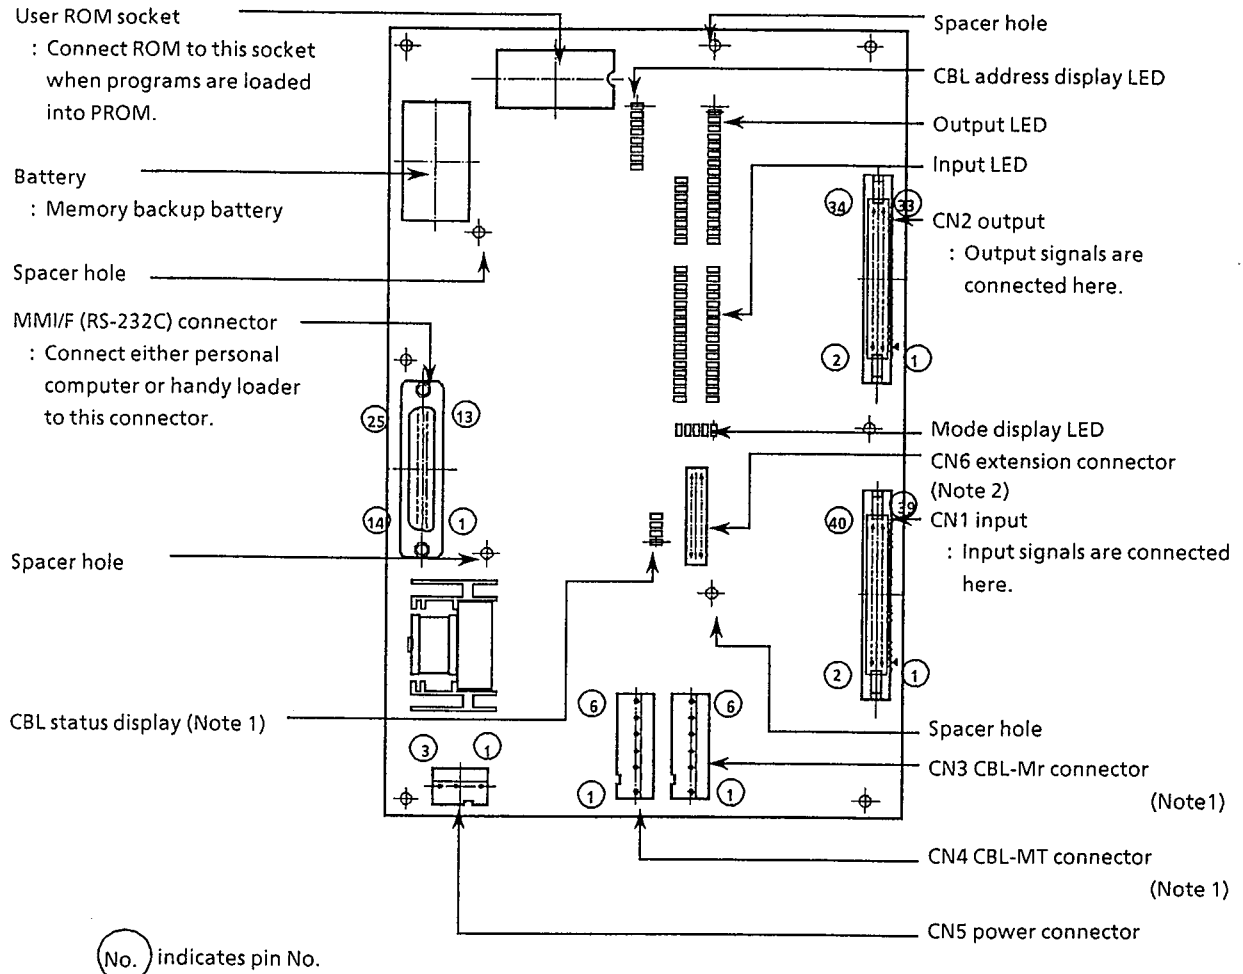 User ROM socket
: Connect ROM to this socket
when programs are loaded
into PROM.
Battery
: Memory backup battery
Spacer hole
MMI/F (RS-232C) connector
: Connect either personal
computer or handy loader
to this connector.
25
13
14
1
Spacer hole
CBL status display (Note 1)
3
1
6
1
6
1
Spacer hole
CBL address display LED
Output LED
Input LED
34
33
CN2 output
: Output signals are
connected here.
2
1
Mode display LED
CN6 extension connector
(Note 2)
39
40
CN1 input
: Input signals are connected
here.
2
1
Spacer hole
CN3 CBL-Mr connector
(Note1)
CN4 CBL-MT connector
(Note 1)
CN5 power connector
No. indicates pin No.